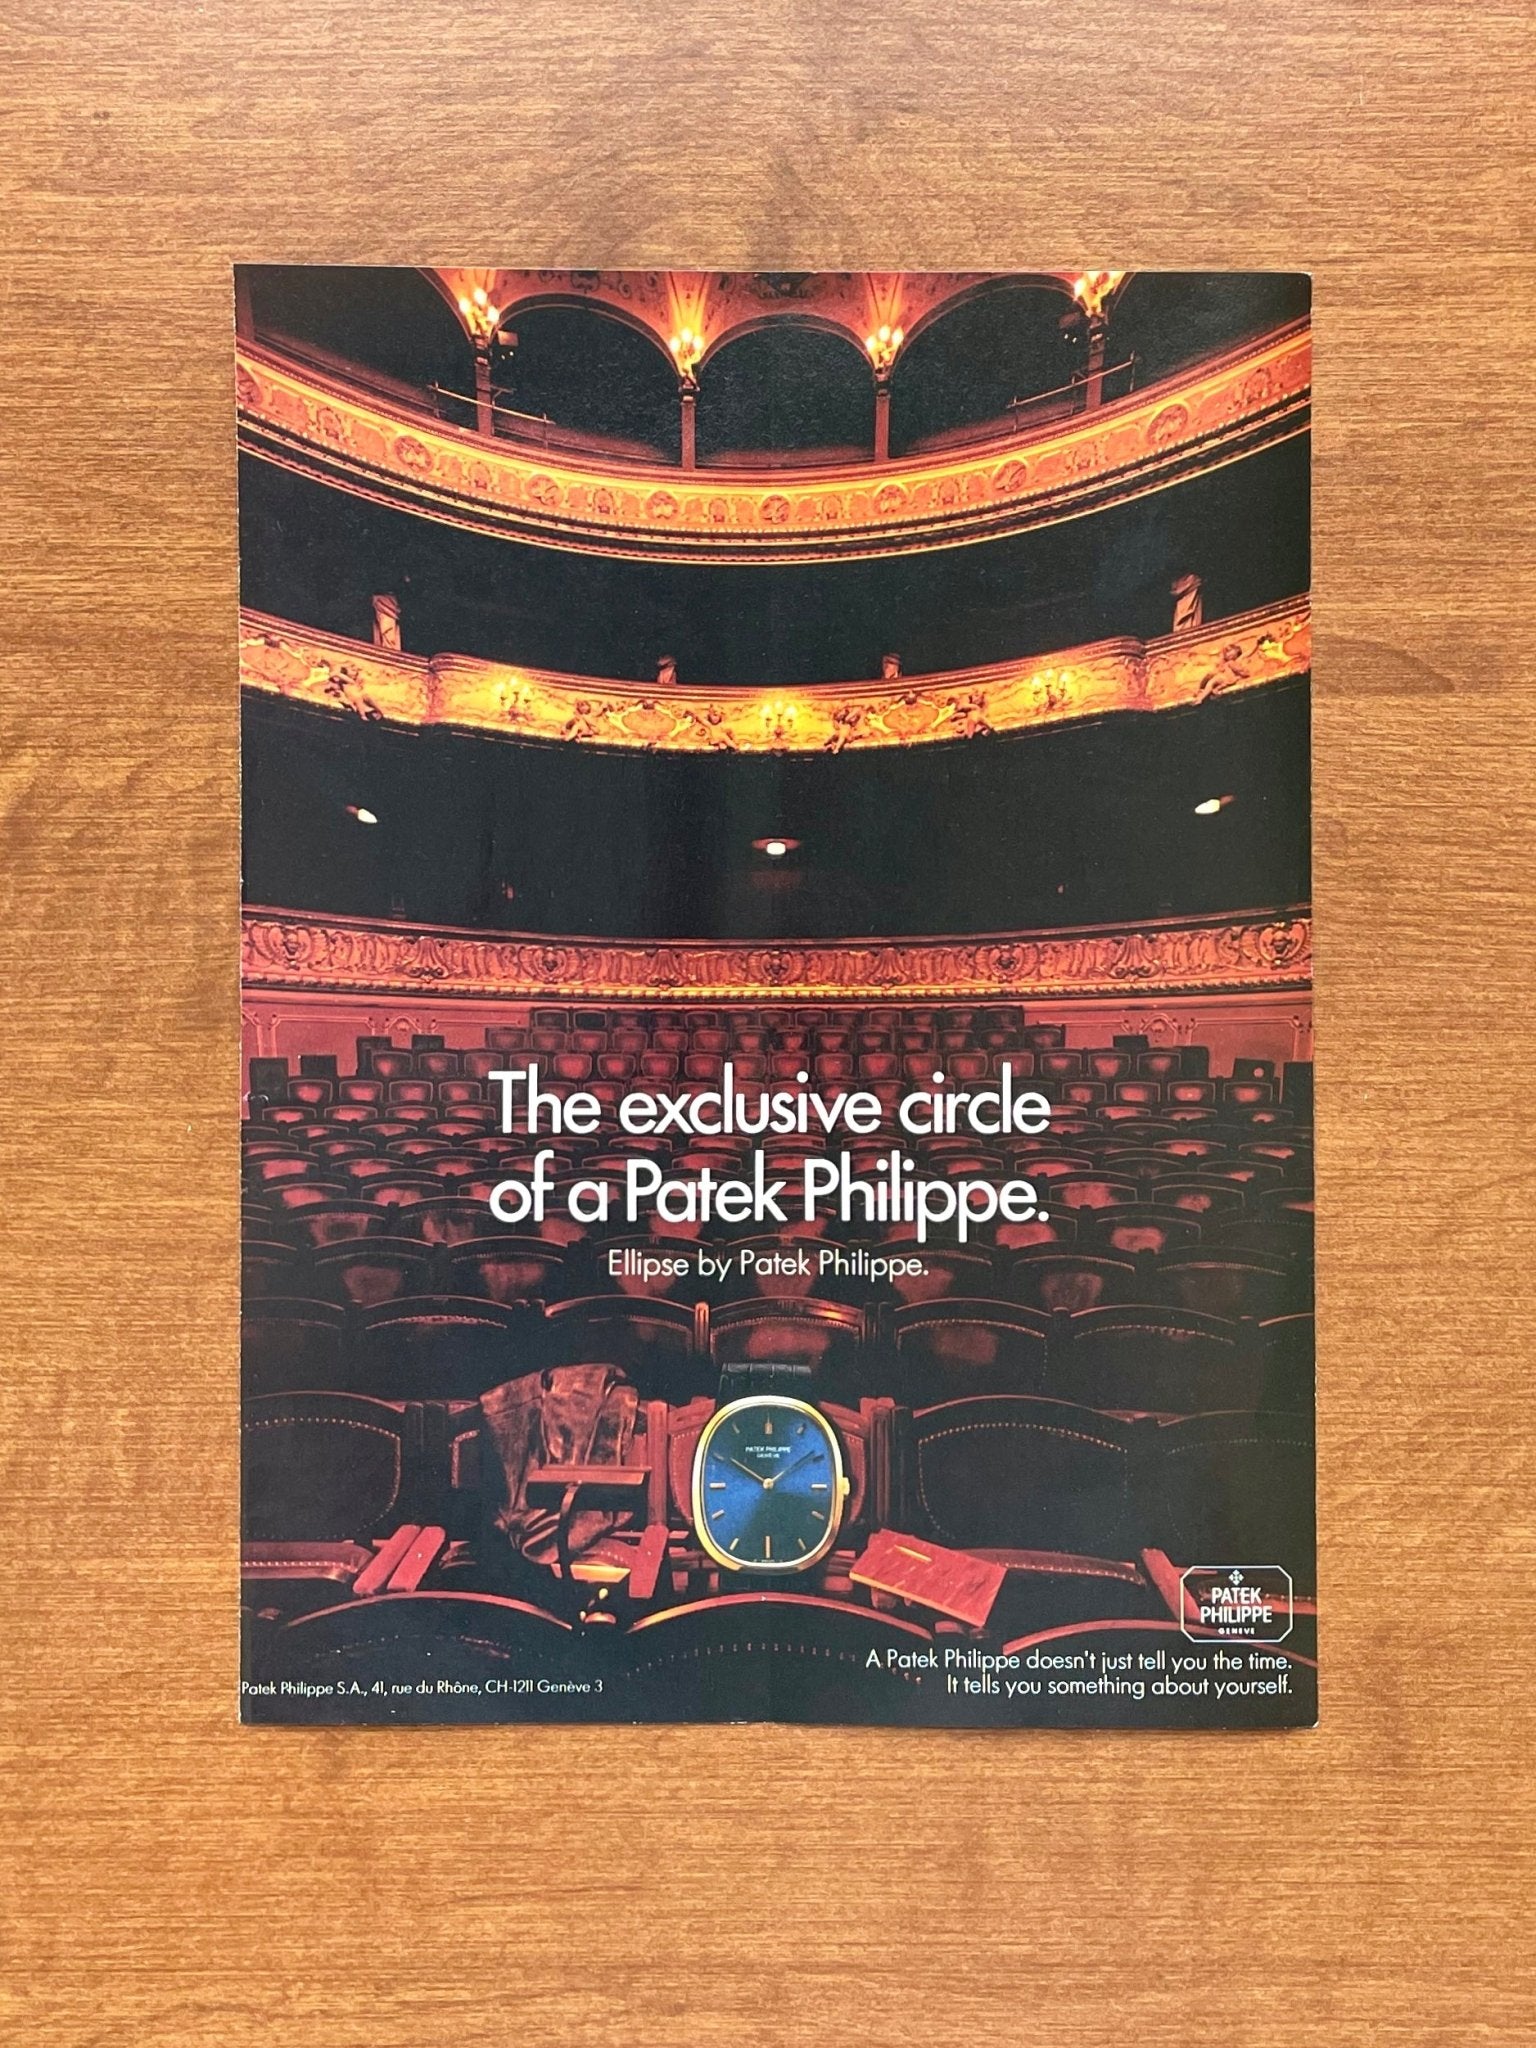 The exclusive circle
of a Patek Philippe.
Ellipse by Patek Philippe.
PATEK PHILIPPE
GENÈVE
PATEK
PHILIPPE
GENEVE
A Patek Philippe doesn't just tell you the time.
It tells you something about yourself.
Patek Philippe S.A., 41, rue du Rhône, CH-1211 Genève 3